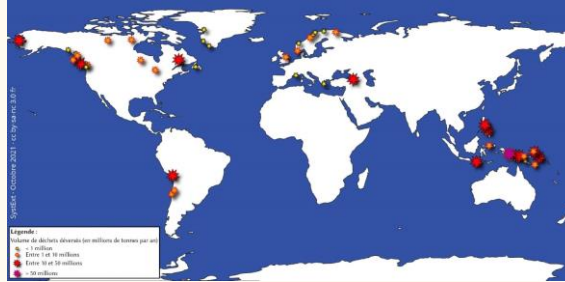 SystExt - Octobre 2021 - cc by sa nc 3.0 fr
Légende :
Volume de déchets déversés (en millions de tonnes par an)
< 1 million
Entre 1 et 10 millions
Entre 10 et 50 millions
> 50 millions